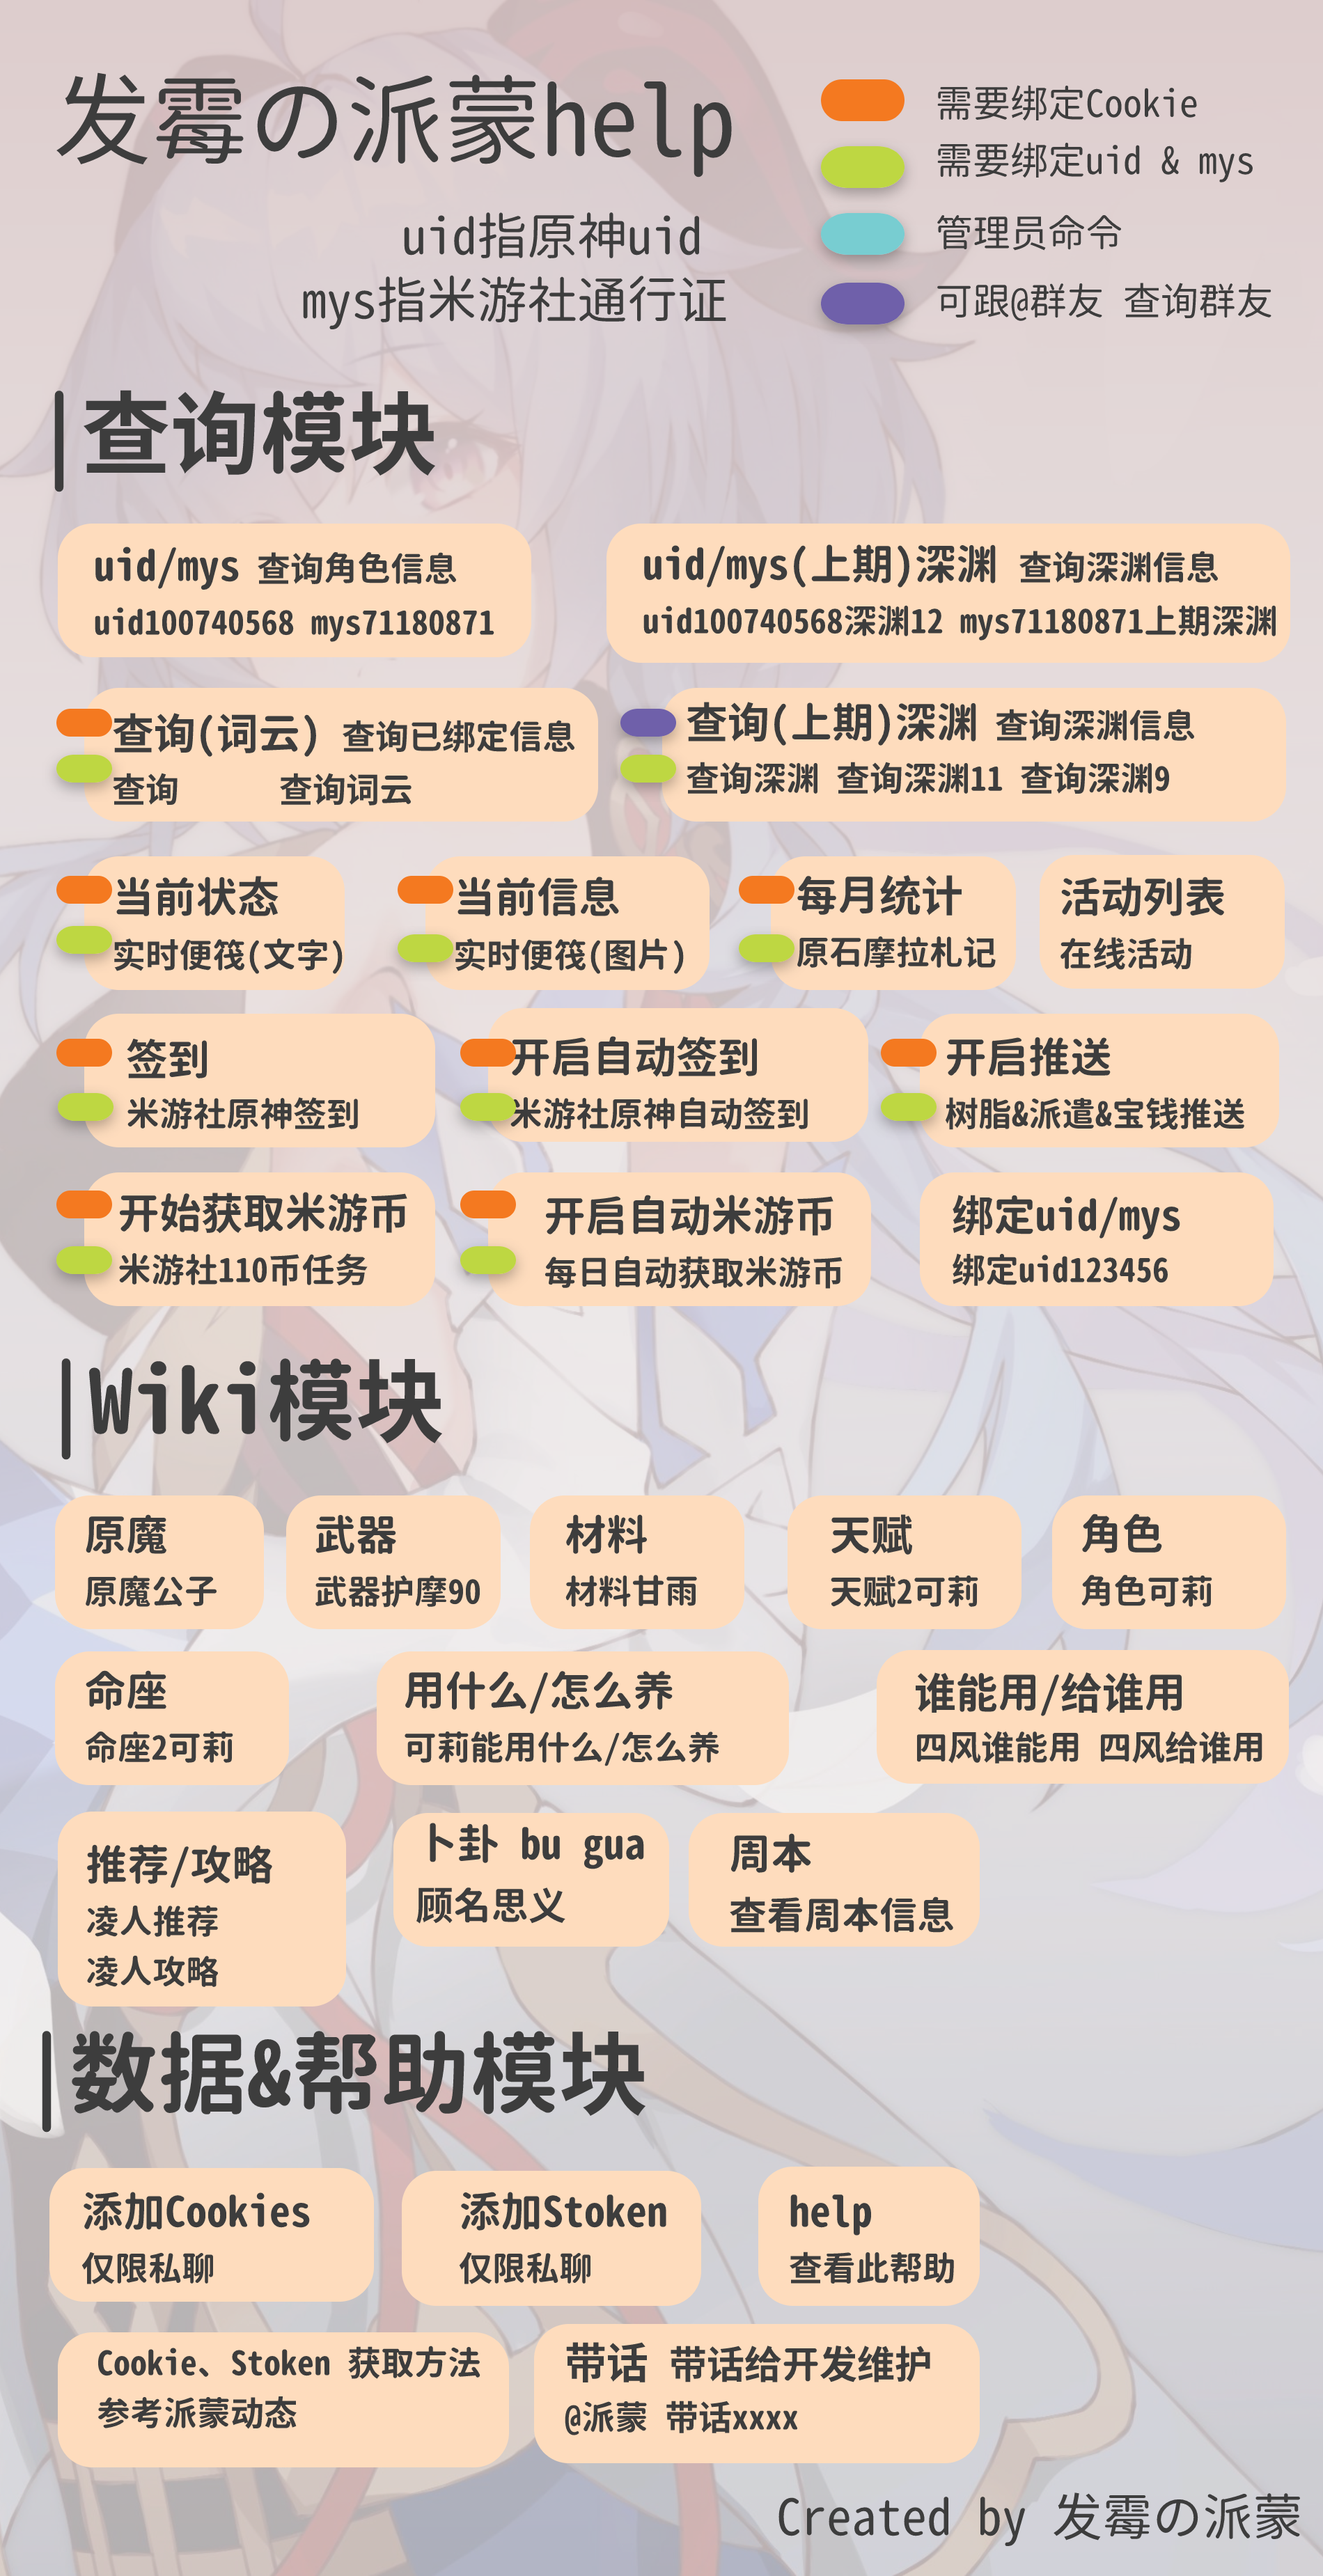 发霉の派蒙help
uid指原神uid
mys指米游社通行证
需要绑定Cookie
需要绑定uid & mys
管理员命令
可跟@群友 查询群友
查询模块
uid/mys 查询角色信息
uid100740568 mys71180871
uid/mys(上期)深渊 查询深渊信息
uid100740568深渊12 mys71180871上期深渊
查询(词云) 查询已绑定信息
查询 查询词云
查询(上期)深渊 查询深渊信息
查询深渊 查询深渊11 查询深渊9
当前状态
实时便筏(文字)
当前信息
实时便筏(图片)
每月统计
原石摩拉札记
活动列表
在线活动
签到
米游社原神签到
开启自动签到
米游社原神自动签到
开启推送
树脂&派遣&宝钱推送
开始获取米游币
米游社110币任务
开启自动米游币
每日自动获取米游币
绑定uid/mys
绑定uid123456
Wiki模块
原魔
原魔公子
武器
武器护摩90
材料
材料甘雨
天赋
天赋2可莉
角色
角色可莉
命座
命座2可莉
用什么/怎么养
可莉能用什么/怎么养
谁能用/给谁用
四风谁能用 四风给谁用
推荐/攻略
凌人推荐
凌人攻略
卜卦 bu gua
顾名思义
周本
查看周本信息
数据&帮助模块
添加Cookies
仅限私聊
添加Stoken
仅限私聊
help
查看此帮助
Cookie、Stoken 获取方法
参考派蒙动态
带话 带话给开发维护
@派蒙 带话xxxx
Created by 发霉の派蒙